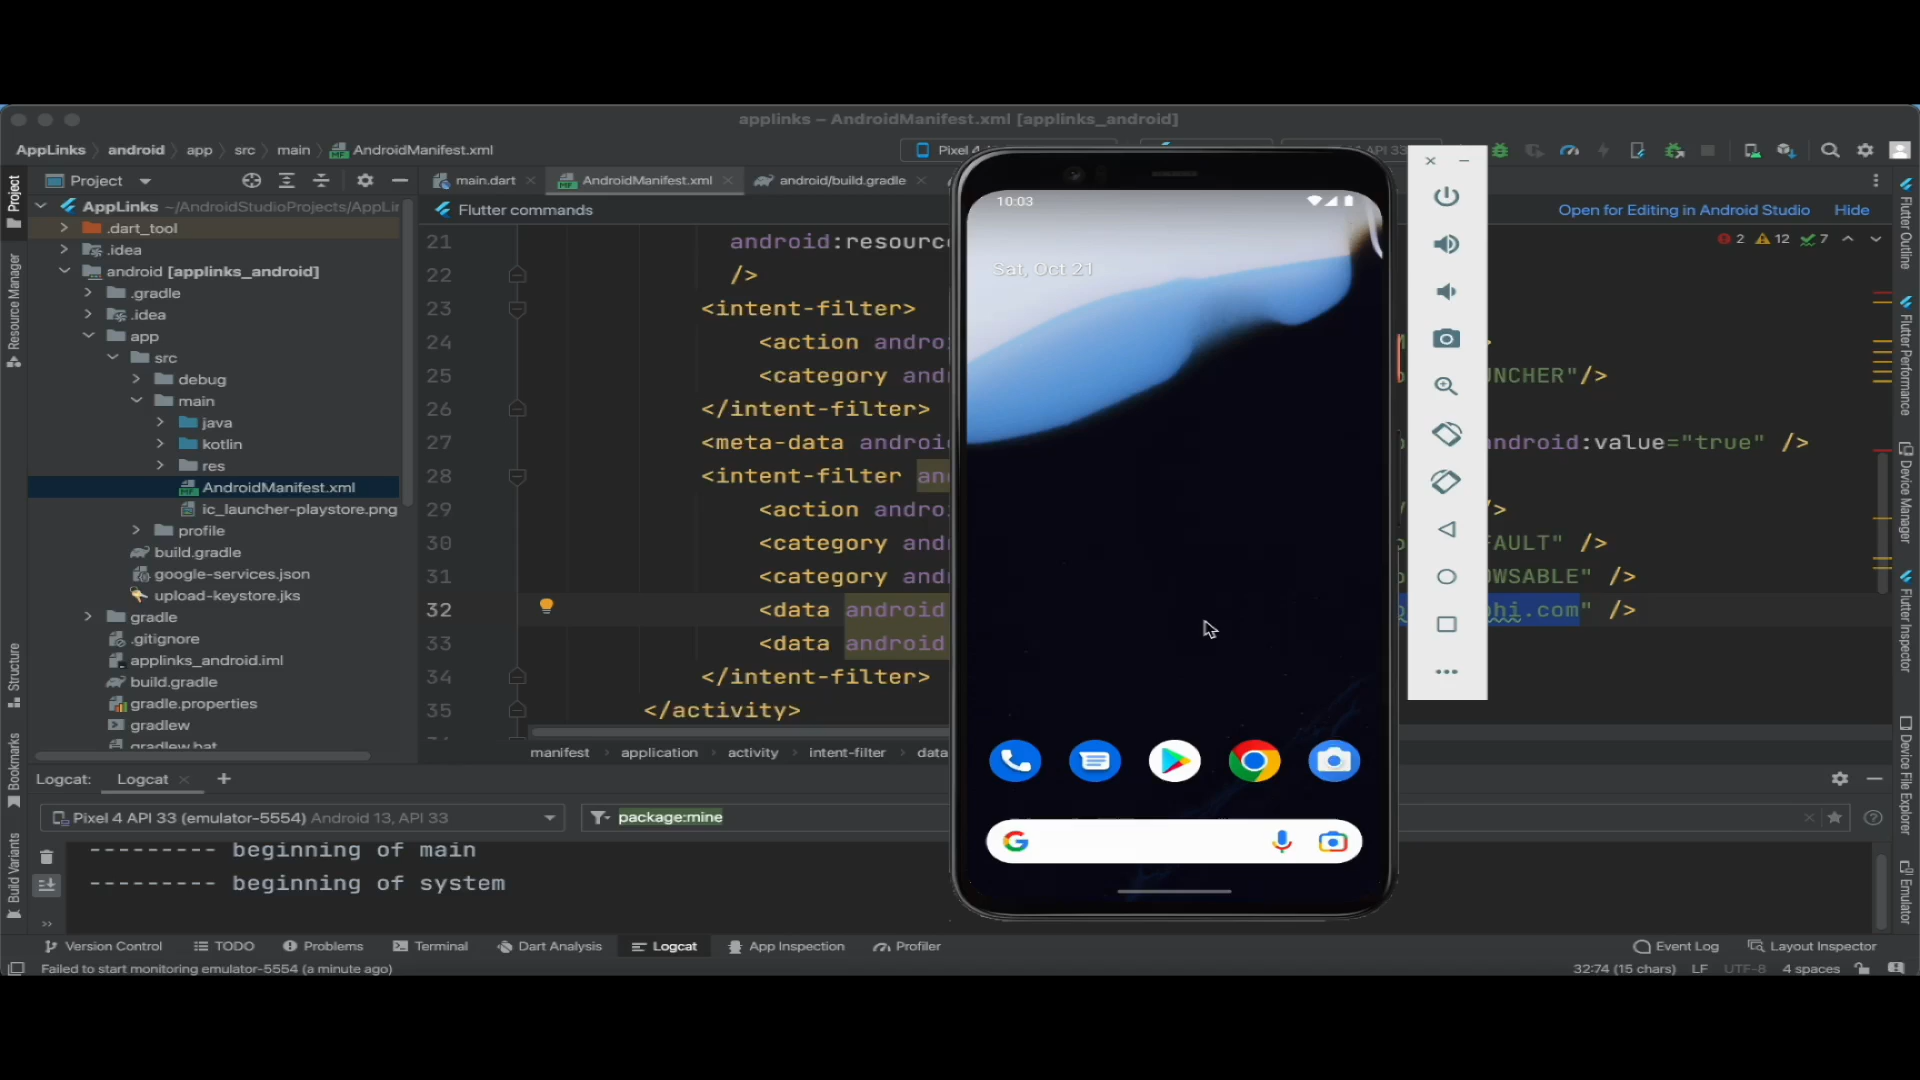 applinks – AndroidManifest.xml [applinks_android]
AppLinks android app src main AndroidManifest.xml
Project
main.dart AndroidManifest.xml android/build.gradle
Flutter commands
Open for Editing in Android Studio Hide
2 12 7
AppLinks ~/AndroidStudioProjects/AppLi
.dart_tool
.idea
android [applinks_android]
.gradle
.idea
app
src
debug
main
java
kotlin
res
AndroidManifest.xml
ic_launcher-playstore.png
profile
build.gradle
google-services.json
upload-keystore.jks
gradle
.gitignore
applinks_android.iml
build.gradle
gradle.properties
gradlew
gradlew.bat
21 android:resourc
22 />
23 <intent-filter>
24 <action andro
25 <category and NCHER"/>
26 </intent-filter>
27 <meta-data androi android:value="true" />
28 <intent-filter an
29 <action andro />
30 <category and FAULT" />
31 <category and OWSABLE" />
32 <data android phi.com" />
33 <data android
34 </intent-filter>
35 </activity>
manifest application activity intent-filter data
10:03
Sat, Oct 21
Logcat: Logcat
Pixel 4 API 33 (emulator-5554) Android 13, API 33
package:mine
--------- beginning of main
--------- beginning of system
Version Control TODO Problems Terminal Dart Analysis Logcat App Inspection Profiler Event Log Layout Inspector
Failed to start monitoring emulator-5554 (a minute ago)
32:74 (15 chars) LF UTF-8 4 spaces
Project
Resource Manager
Structure
Bookmarks
Build Variants
Flutter Outline
Flutter Performance
Device Manager
Flutter Inspector
Device File Explorer
Emulator